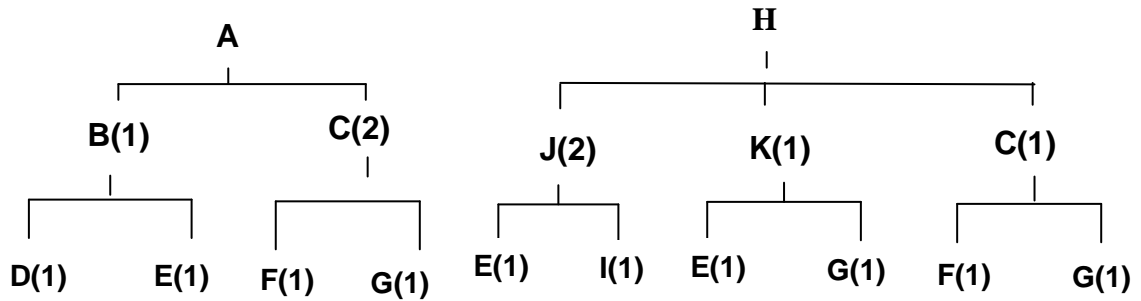 A H
B(1) C(2) J(2) K(1) C(1)
D(1) E(1) F(1) G(1) E(1) I(1) E(1) G(1) F(1) G(1)